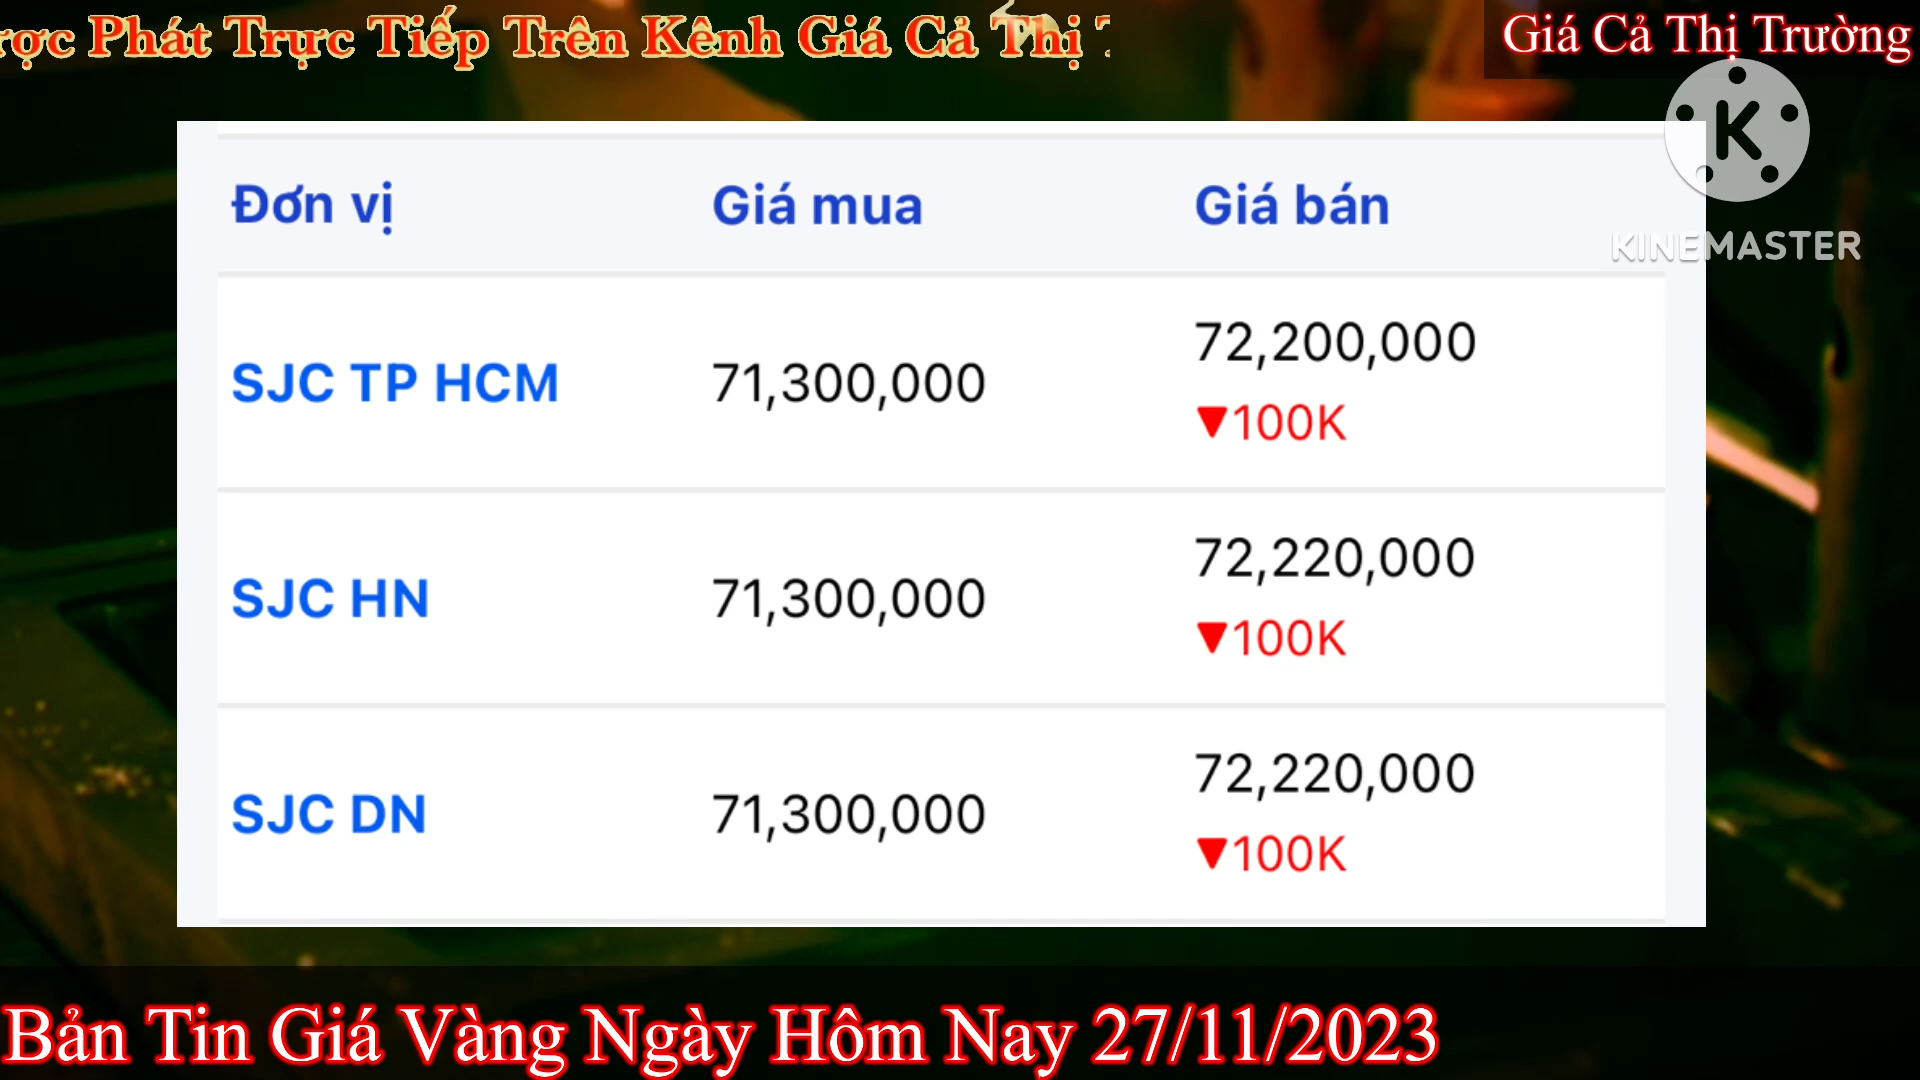 Phát Trực Tiếp Trên Kênh Giá Cả Thị
Giá Cả Thị Trường
K
KINEMASTER
Đơn vị Giá mua Giá bán
SJC TP HCM 71,300,000 72,200,000
▼100K
SJC HN 71,300,000 72,220,000
▼100K
SJC DN 71,300,000 72,220,000
▼100K
Bản Tin Giá Vàng Ngày Hôm Nay 27/11/2023